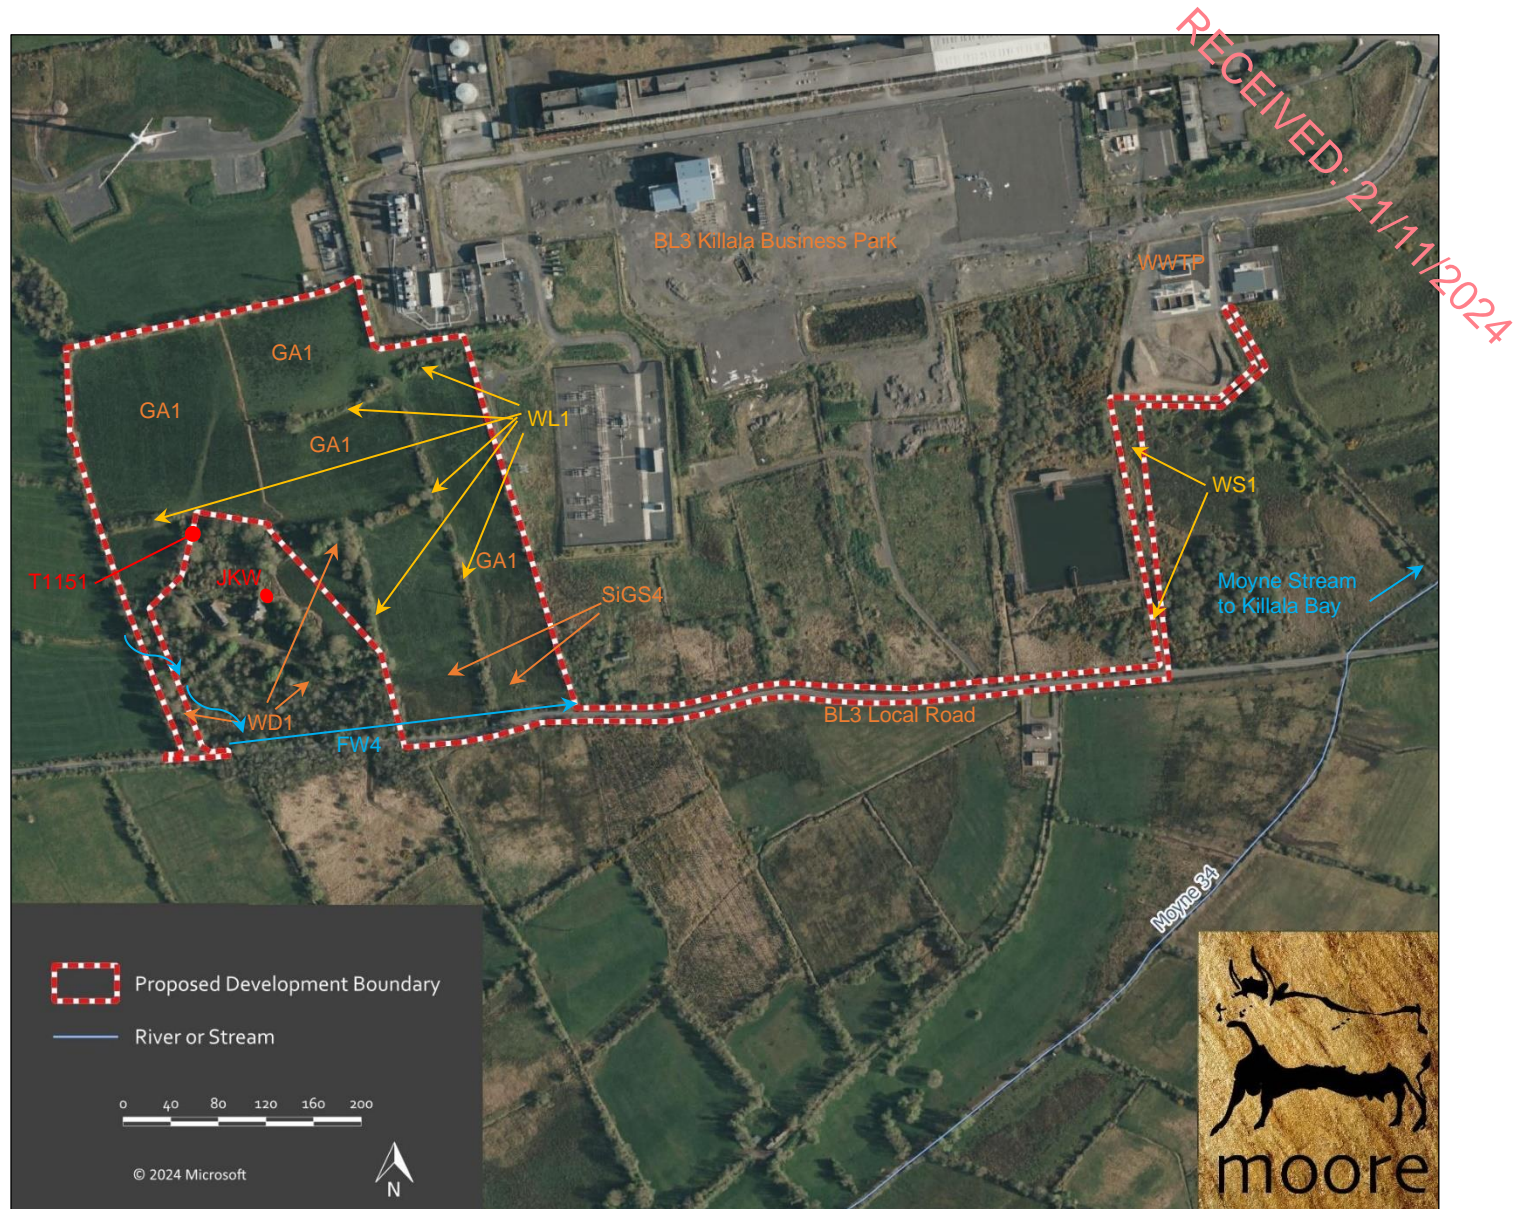 RECEIVED: 21/11/2024
BL3 Killala Business Park
WWTP
GA1
GA1
GA1
WL1
WS1
T1151
JKW
GA1
SiGS4
Moyne Stream
to Killala Bay
WD1
FW4
BL3 Local Road
Moyne 34
Proposed Development Boundary
River or Stream
0 40 80 120 160 200
© 2024 Microsoft
N
moore